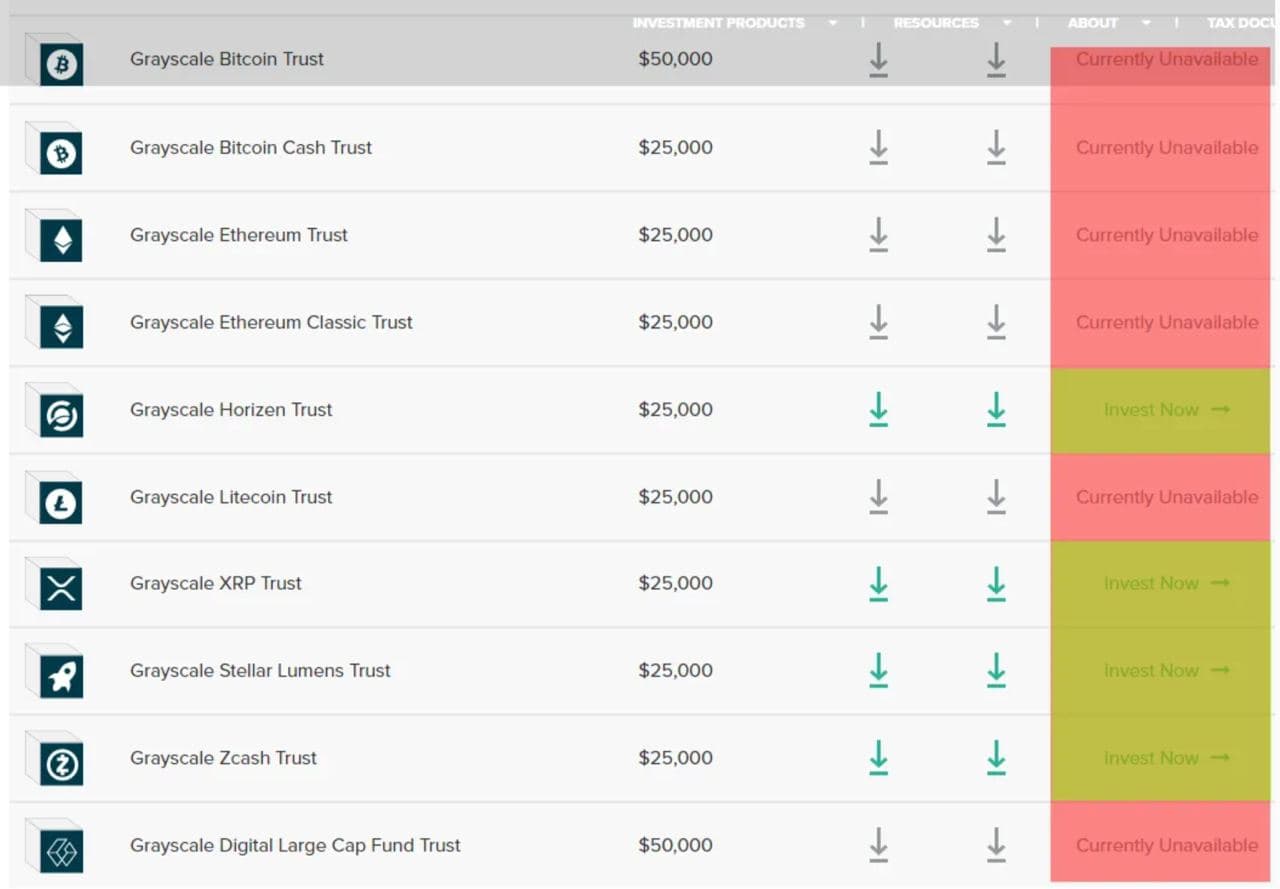 INVESTMENT PRODUCTS | RESOURCES | ABOUT | TAX
Grayscale Bitcoin Trust $50,000 Currently Unavailable
Grayscale Bitcoin Cash Trust $25,000 Currently Unavailable
Grayscale Ethereum Trust $25,000 Currently Unavailable
Grayscale Ethereum Classic Trust $25,000 Currently Unavailable
Grayscale Horizen Trust $25,000 Invest Now →
Grayscale Litecoin Trust $25,000 Currently Unavailable
Grayscale XRP Trust $25,000 Invest Now →
Grayscale Stellar Lumens Trust $25,000 Invest Now →
Grayscale Zcash Trust $25,000 Invest Now →
Grayscale Digital Large Cap Fund Trust $50,000 Currently Unavailable